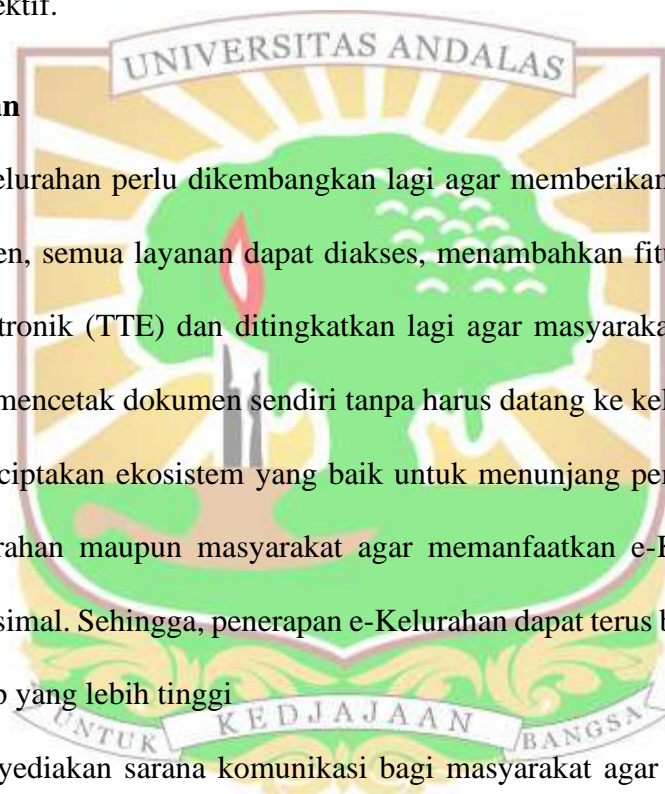 ektif.
UNIVERSITAS ANDALAS
an
elurahan perlu dikembangkan lagi agar memberikan
en, semua layanan dapat diakses, menambahkan fitu
tronik (TTE) dan ditingkatkan lagi agar masyaraka
mencetak dokumen sendiri tanpa harus datang ke kel
ciptakan ekosistem yang baik untuk menunjang per
rahan maupun masyarakat agar memanfaatkan e-K
simal. Sehingga, penerapan e-Kelurahan dapat terus b
p yang lebih tinggi
UNTUK KEDJAJAAN BANGSA
yediakan sarana komunikasi bagi masyarakat agar